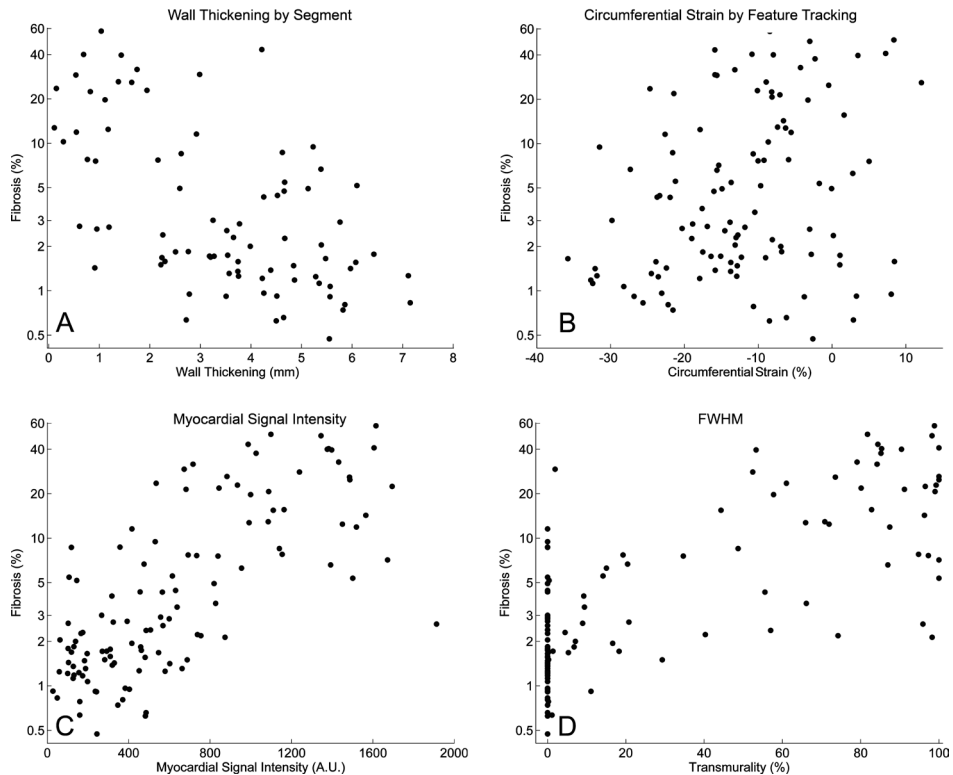 Wall Thickening by Segment
60
40
20
10
5
3
2
1
0.5
Fibrosis (%)
A
0 1 2 3 4 5 6 7 8
Wall Thickening (mm)
Circumferential Strain by Feature Tracking
60
40
20
10
5
3
2
1
0.5
Fibrosis (%)
B
-40 -30 -20 -10 0 10
Circumferential Strain (%)
Myocardial Signal Intensity
60
40
20
10
5
3
2
1
0.5
Fibrosis (%)
C
0 400 800 1200 1600 2000
Myocardial Signal Intensity (A.U.)
FWHM
60
40
20
10
5
3
2
1
0.5
Fibrosis (%)
D
0 20 40 60 80 100
Transmurality (%)